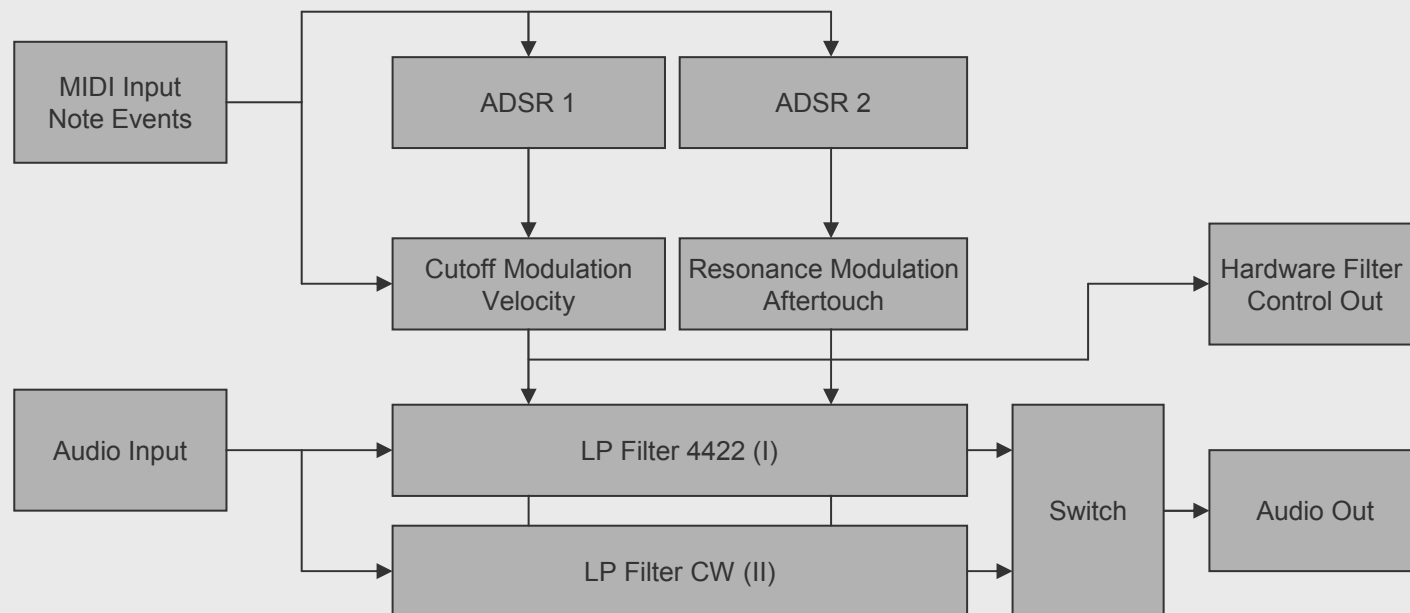 MIDI Input
Note Events
ADSR 1
ADSR 2
Cutoff Modulation
Velocity
Resonance Modulation
Aftertouch
Hardware Filter
Control Out
Audio Input
LP Filter 4422 (I)
Switch
Audio Out
LP Filter CW (II)